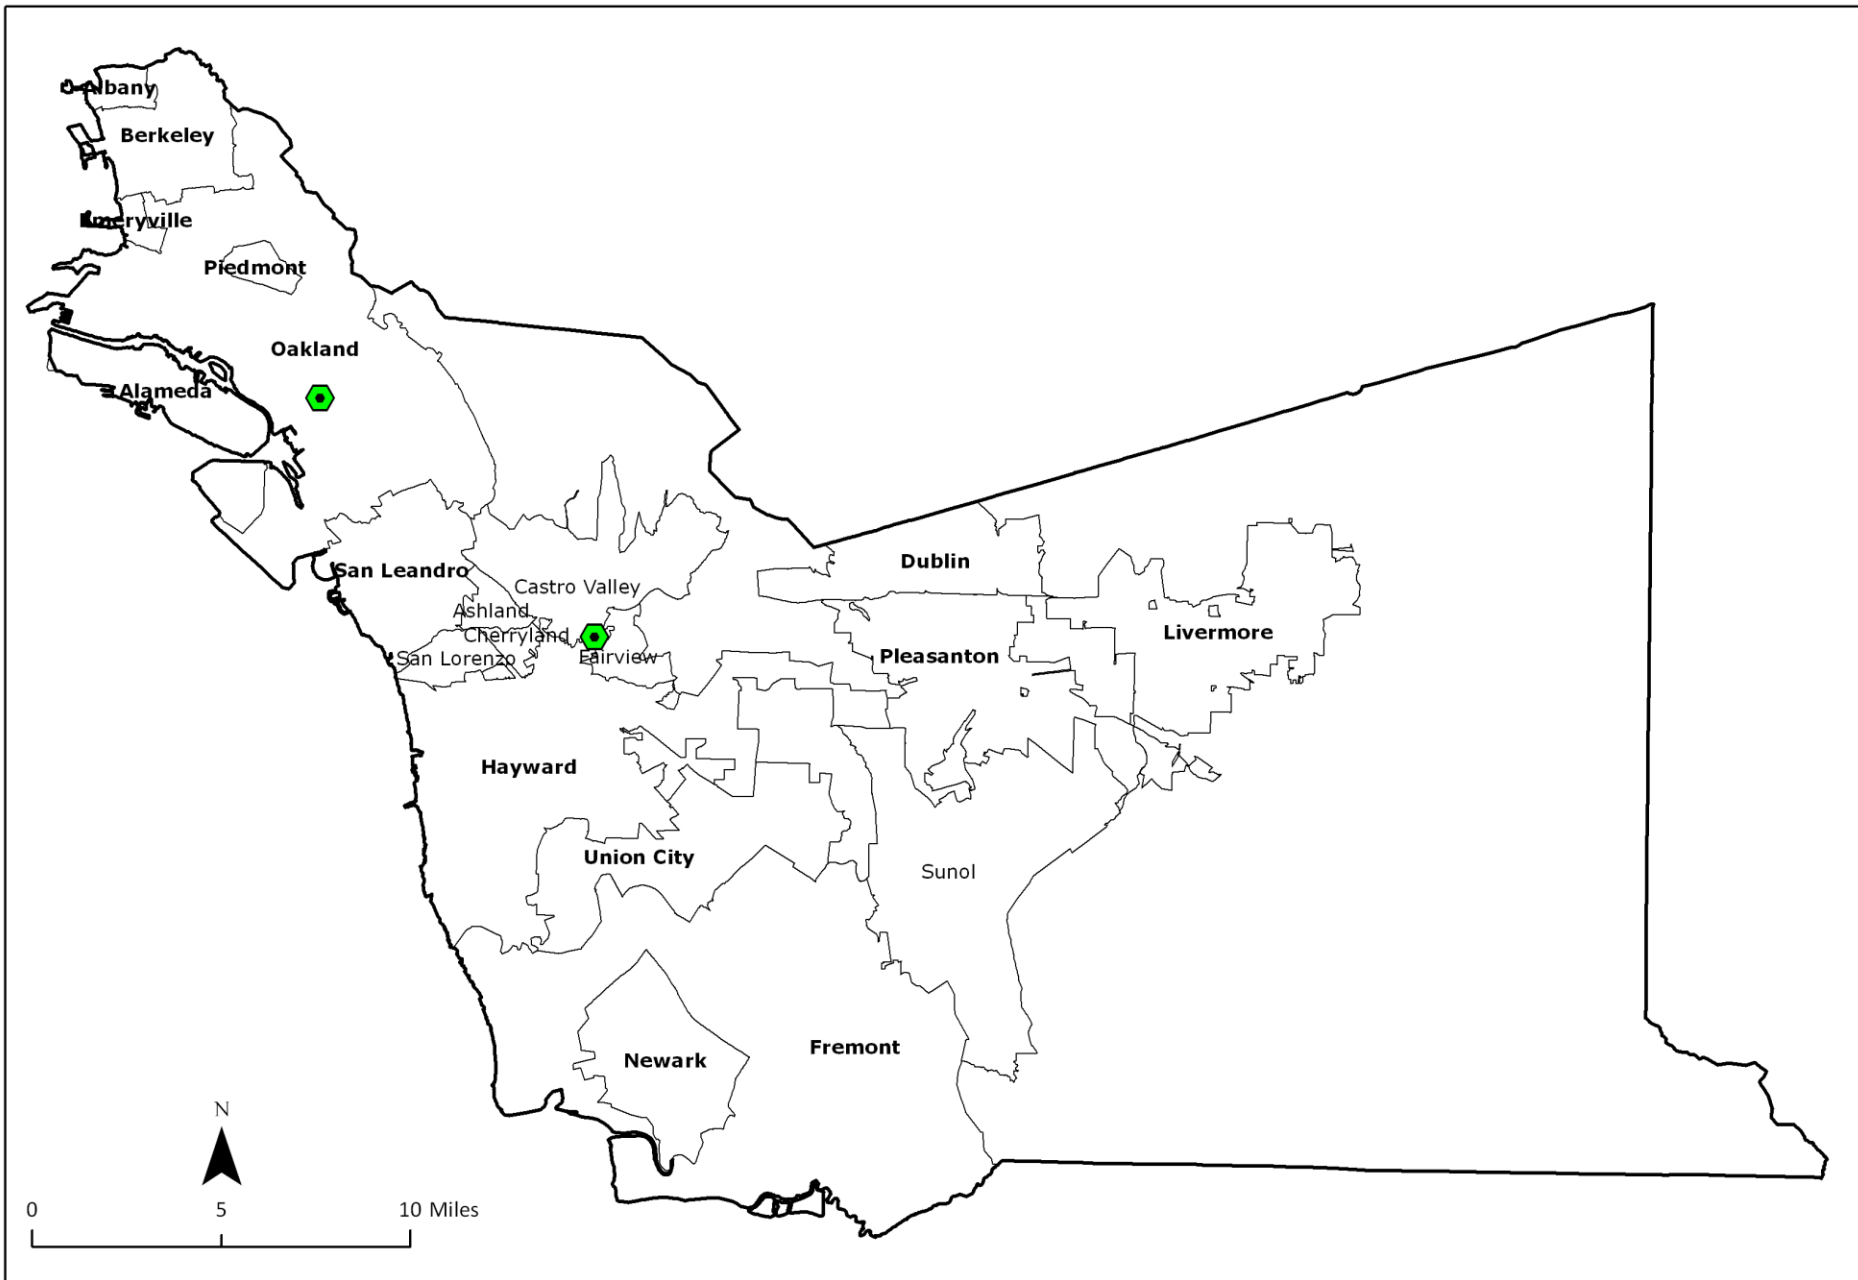 Albany
Berkeley
Emeryville
Piedmont
Oakland
Alameda
San Leandro
Castro Valley
Dublin
Ashland
Cherryland
Livermore
San Lorenzo
Fairview
Pleasanton
Hayward
Union City
Sunol
Fremont
Newark
N
0 5 10 Miles